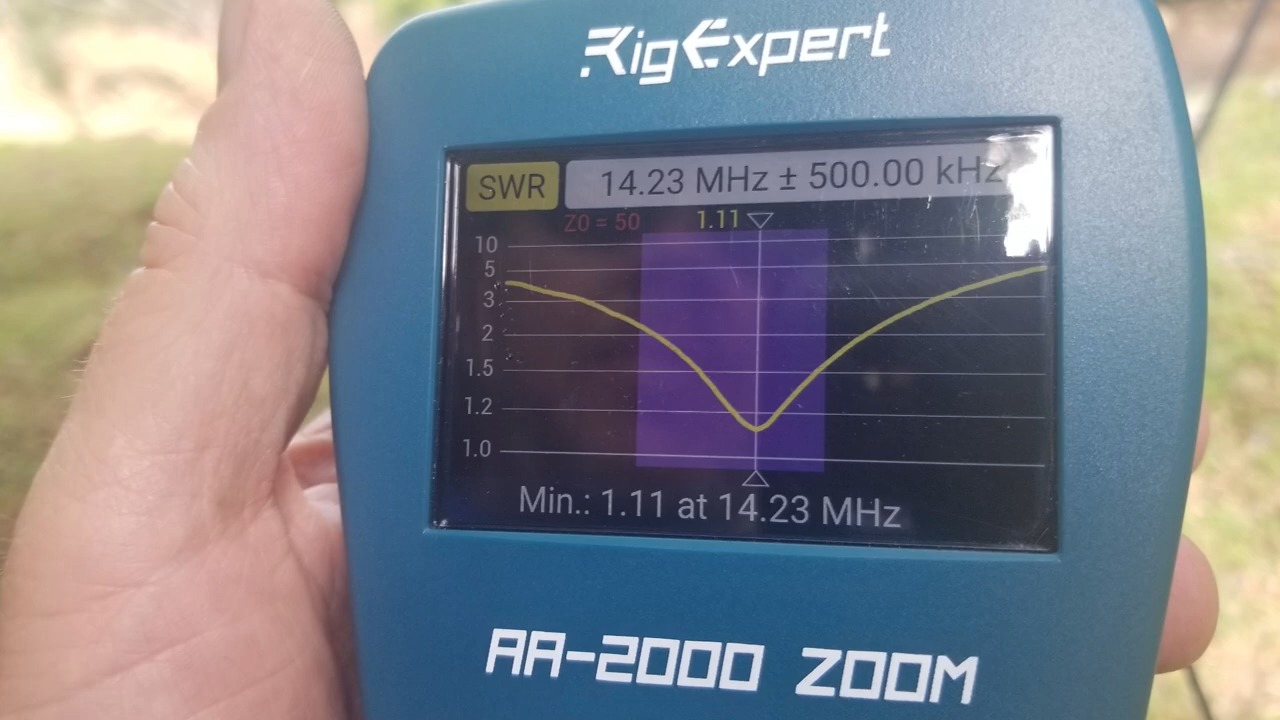 RigExpert
SWR 14.23 MHz ± 500.00 kHz
Z0 = 50 1.11
10
5
3
2
1.5
1.2
1.0
Min.: 1.11 at 14.23 MHz
AA-2000 ZOOM